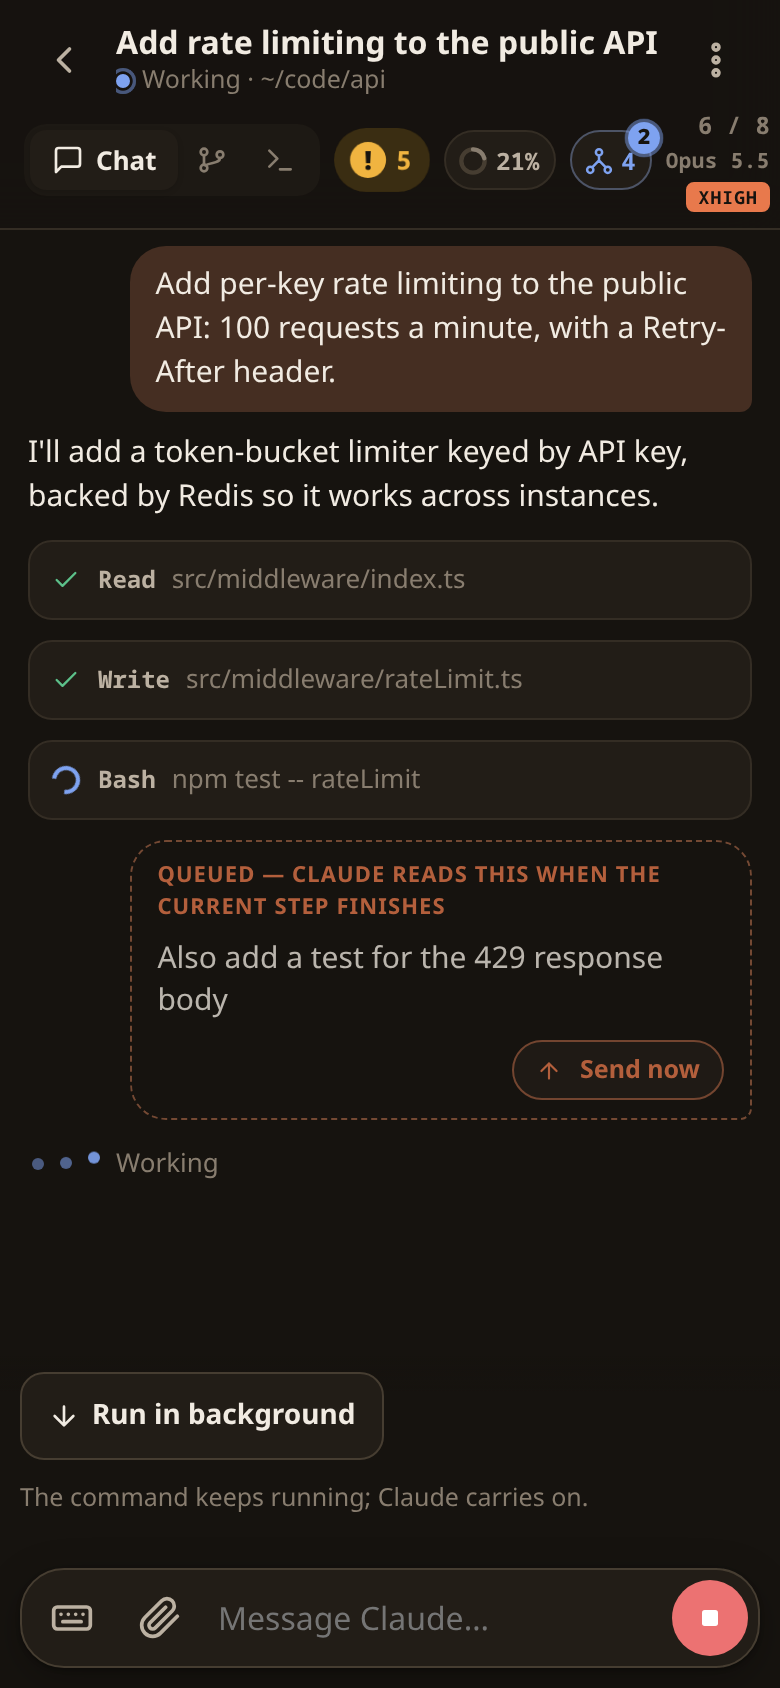 Add rate limiting to the public API
Working · ~/code/api
Chat
! 5
21%
4
2
6 / 8
Opus 5.5
XHIGH
Add per-key rate limiting to the public
API: 100 requests a minute, with a Retry-
After header.
I'll add a token-bucket limiter keyed by API key,
backed by Redis so it works across instances.
Read src/middleware/index.ts
Write src/middleware/rateLimit.ts
Bash npm test -- rateLimit
QUEUED — CLAUDE READS THIS WHEN THE
CURRENT STEP FINISHES
Also add a test for the 429 response
body
Send now
Working
Run in background
The command keeps running; Claude carries on.
Message Claude...